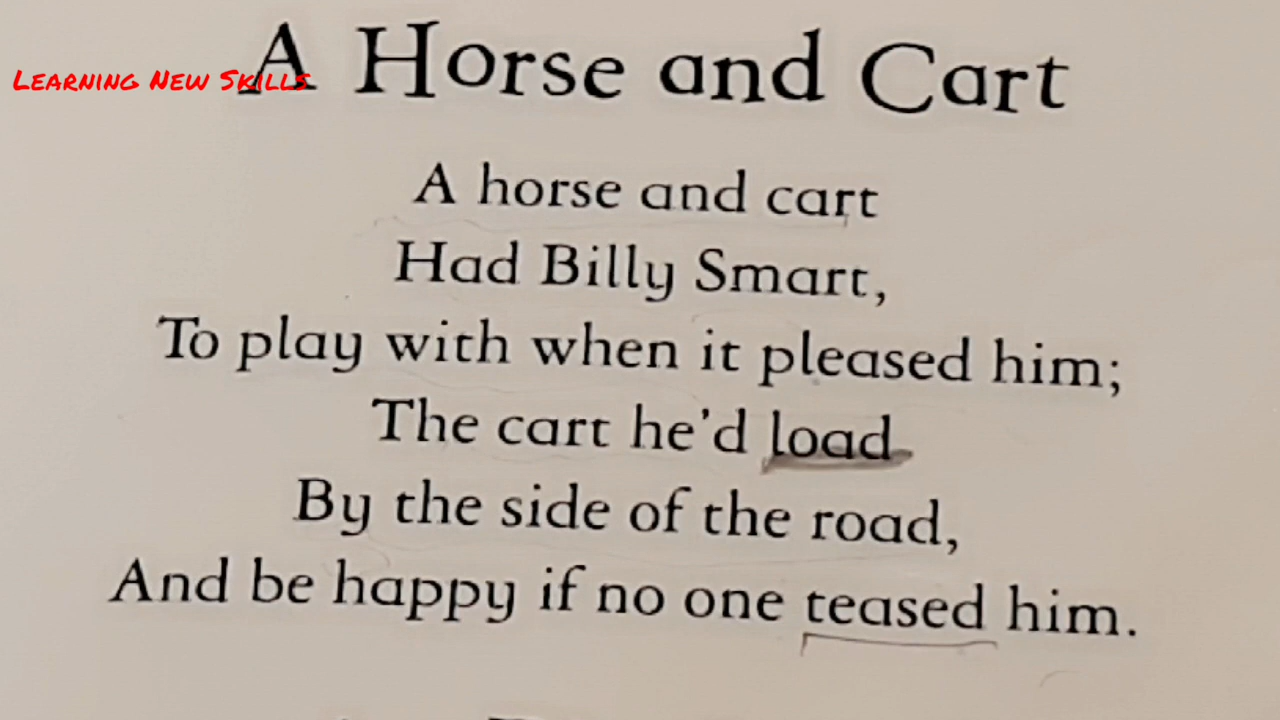 A Horse and Cart
Learning New Skills
A horse and cart
Had Billy Smart,
To play with when it pleased him;
The cart he'd load
By the side of the road,
And be happy if no one teased him.